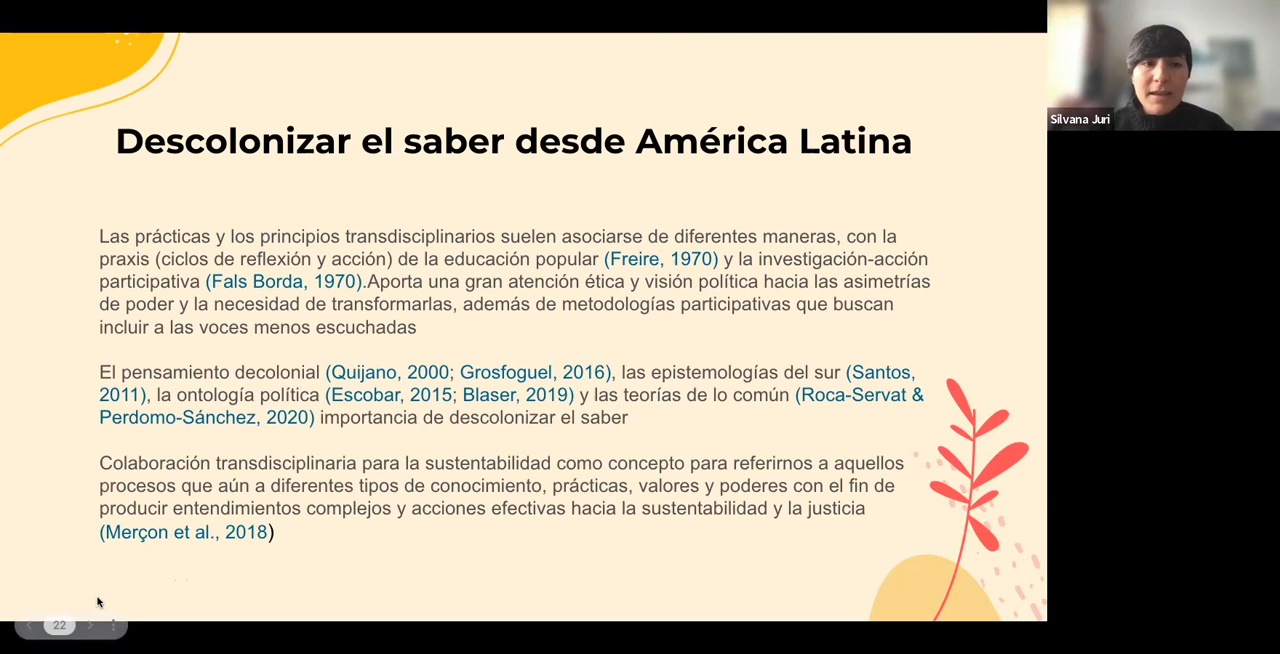 Descolonizar el saber desde América Latina
Las prácticas y los principios transdisciplinarios suelen asociarse de diferentes maneras, con la
praxis (ciclos de reflexión y acción) de la educación popular (Freire, 1970) y la investigación-acción
participativa (Fals Borda, 1970).Aporta una gran atención ética y visión política hacia las asimetrías
de poder y la necesidad de transformarlas, además de metodologías participativas que buscan
incluir a las voces menos escuchadas
El pensamiento decolonial (Quijano, 2000; Grosfoguel, 2016), las epistemologías del sur (Santos,
2011), la ontología política (Escobar, 2015; Blaser, 2019) y las teorías de lo común (Roca-Servat &
Perdomo-Sánchez, 2020) importancia de descolonizar el saber
Colaboración transdisciplinaria para la sustentabilidad como concepto para referirnos a aquellos
procesos que aún a diferentes tipos de conocimiento, prácticas, valores y poderes con el fin de
producir entendimientos complejos y acciones efectivas hacia la sustentabilidad y la justicia
(Merçon et al., 2018)
22
Silvana Juri